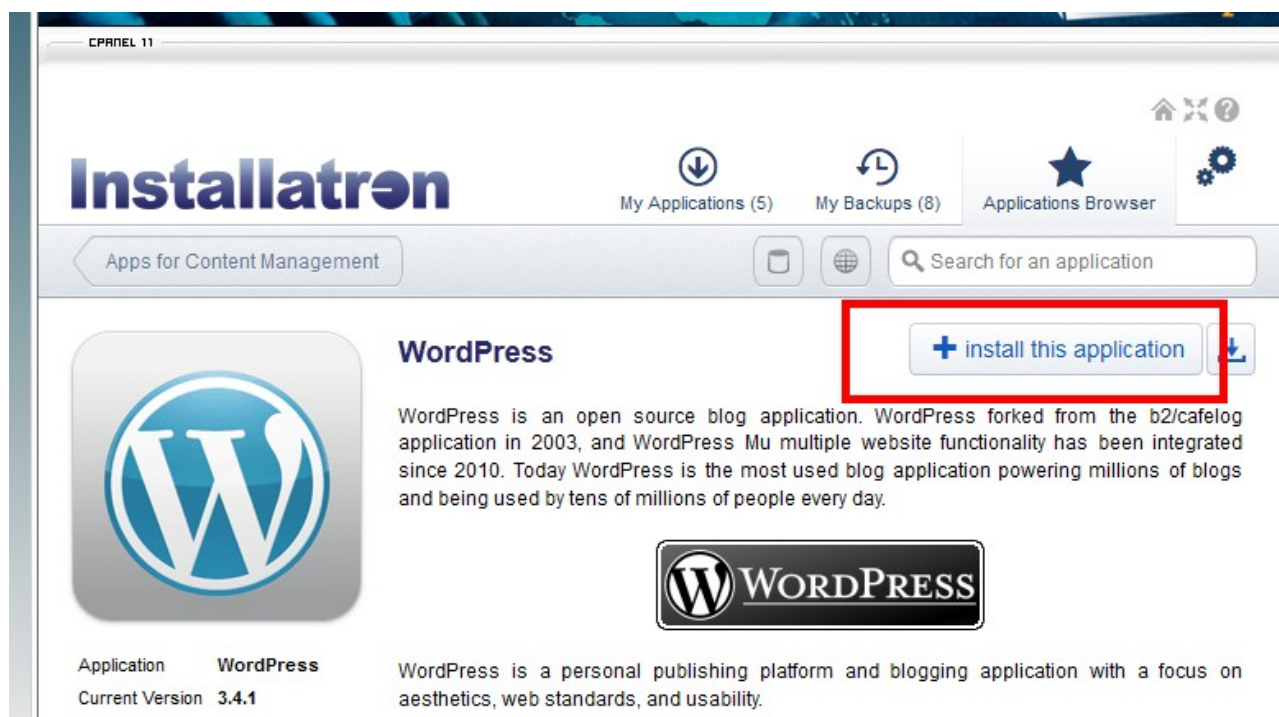 CPANEL 11
Installatron
My Applications (5)
My Backups (8)
Applications Browser
Apps for Content Management
Search for an application
WordPress
install this application
WordPress is an open source blog application. WordPress forked from the b2/cafelog
application in 2003, and WordPress Mu multiple website functionality has been integrated
since 2010. Today WordPress is the most used blog application powering millions of blogs
and being used by tens of millions of people every day.
W WORDPRESS
Application WordPress
Current Version 3.4.1
WordPress is a personal publishing platform and blogging application with a focus on
aesthetics, web standards, and usability.